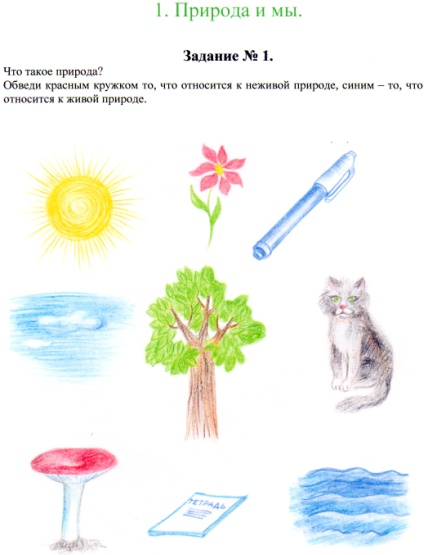 1. Природа и мы.
Задание № 1.
Что такое природа?
Обведи красным кружком то, что относится к неживой природе, синим – то, что
относится к живой природе.
ТЕТРАДЬ